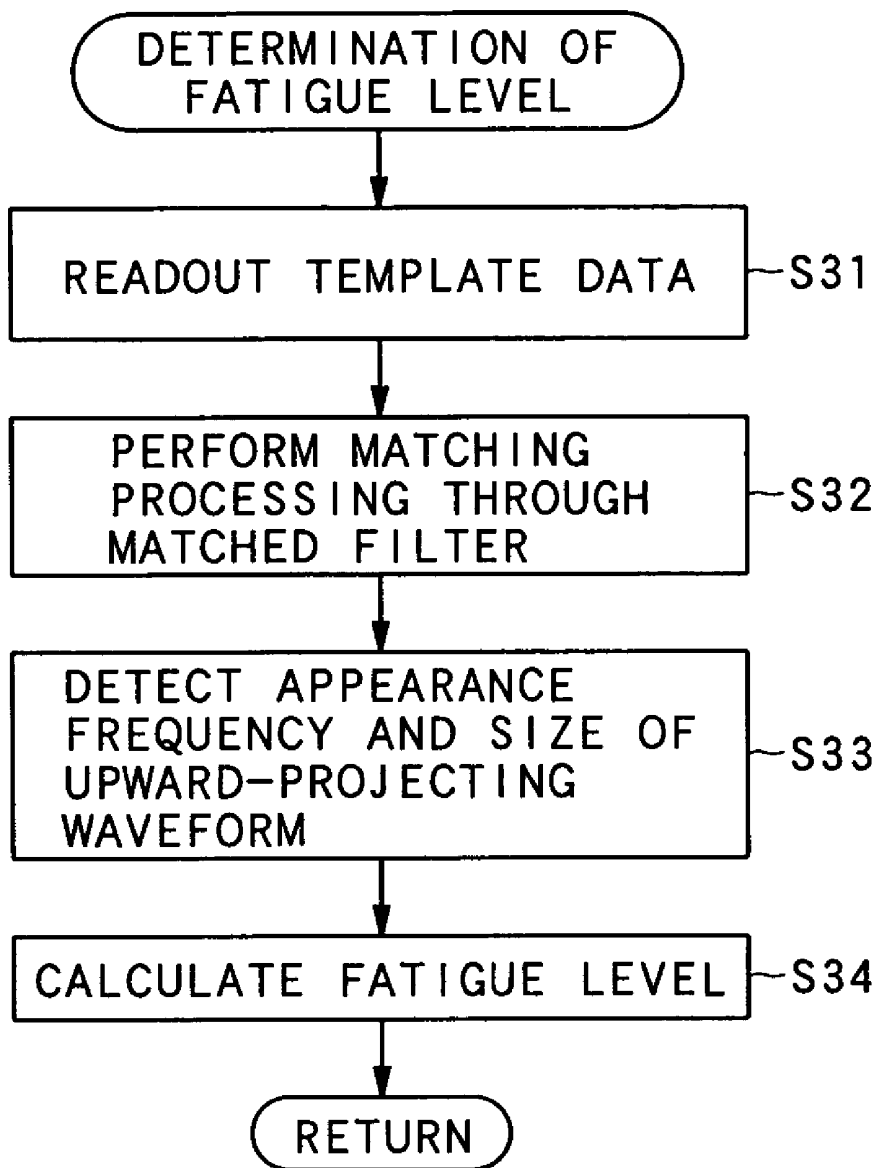 DETERMINATION OF
FATIGUE LEVEL
READOUT TEMPLATE DATA
S31
PERFORM MATCHING
PROCESSING THROUGH
MATCHED FILTER
S32
DETECT APPEARANCE
FREQUENCY AND SIZE OF
UPWARD-PROJECTING
WAVEFORM
S33
CALCULATE FATIGUE LEVEL
S34
RETURN